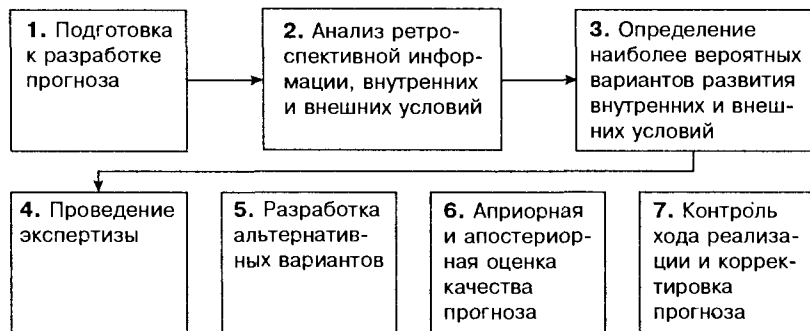 1. Подготовка
к разработке
прогноза
2. Анализ ретро-
спективной инфор-
мации, внутренних
и внешних условий
3. Определение
наиболее вероятных
вариантов развития
внутренних и внеш-
них условий
4. Проведение
экспертизы
5. Разработка
альтернатив-
ных вариантов
6. Априорная
и апостериор-
ная оценка
качества
прогноза
7. Контроль
хода реализа-
ции и коррек-
тировка
прогноза